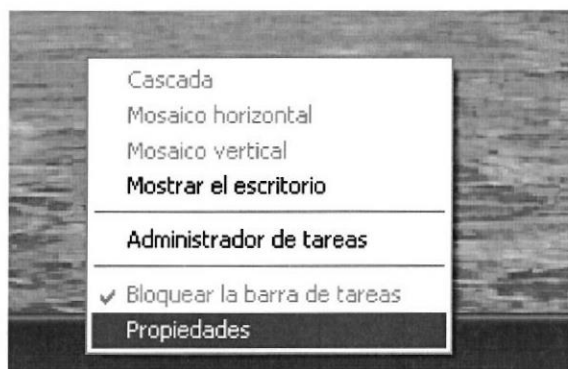 Cascada
Mosaico horizontal
Mosaico vertical
Mostrar el escritorio
Administrador de tareas
Bloquear la barra de tareas
Propiedades